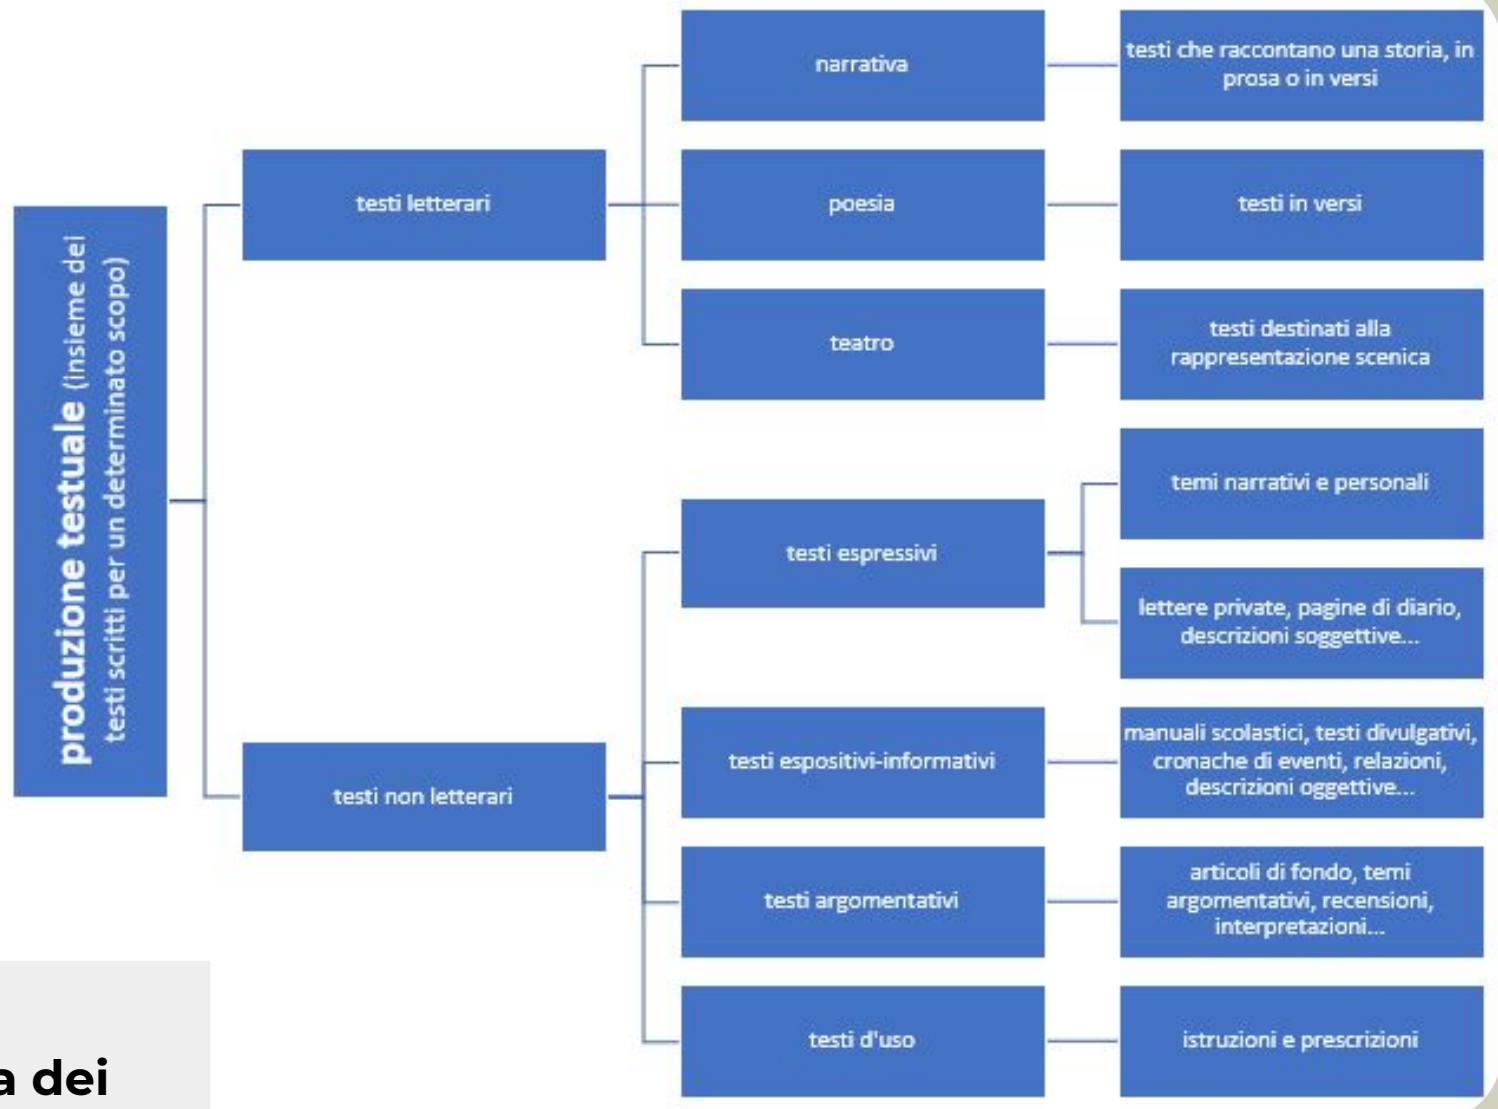 produzione testuale (insieme dei
testi scritti per un determinato scopo)
testi letterari
narrativa
testi che raccontano una storia, in
prosa o in versi
poesia
testi in versi
teatro
testi destinati alla
rappresentazione scenica
testi non letterari
testi espressivi
temi narrativi e personali
lettere private, pagine di diario,
descrizioni soggettive...
testi espositivi-informativi
manuali scolastici, testi divulgativi,
cronache di eventi, relazioni,
descrizioni oggettive...
testi argomentativi
articoli di fondo, temi
argomentativi, recensioni,
interpretazioni...
testi d'uso
istruzioni e prescrizioni
a dei